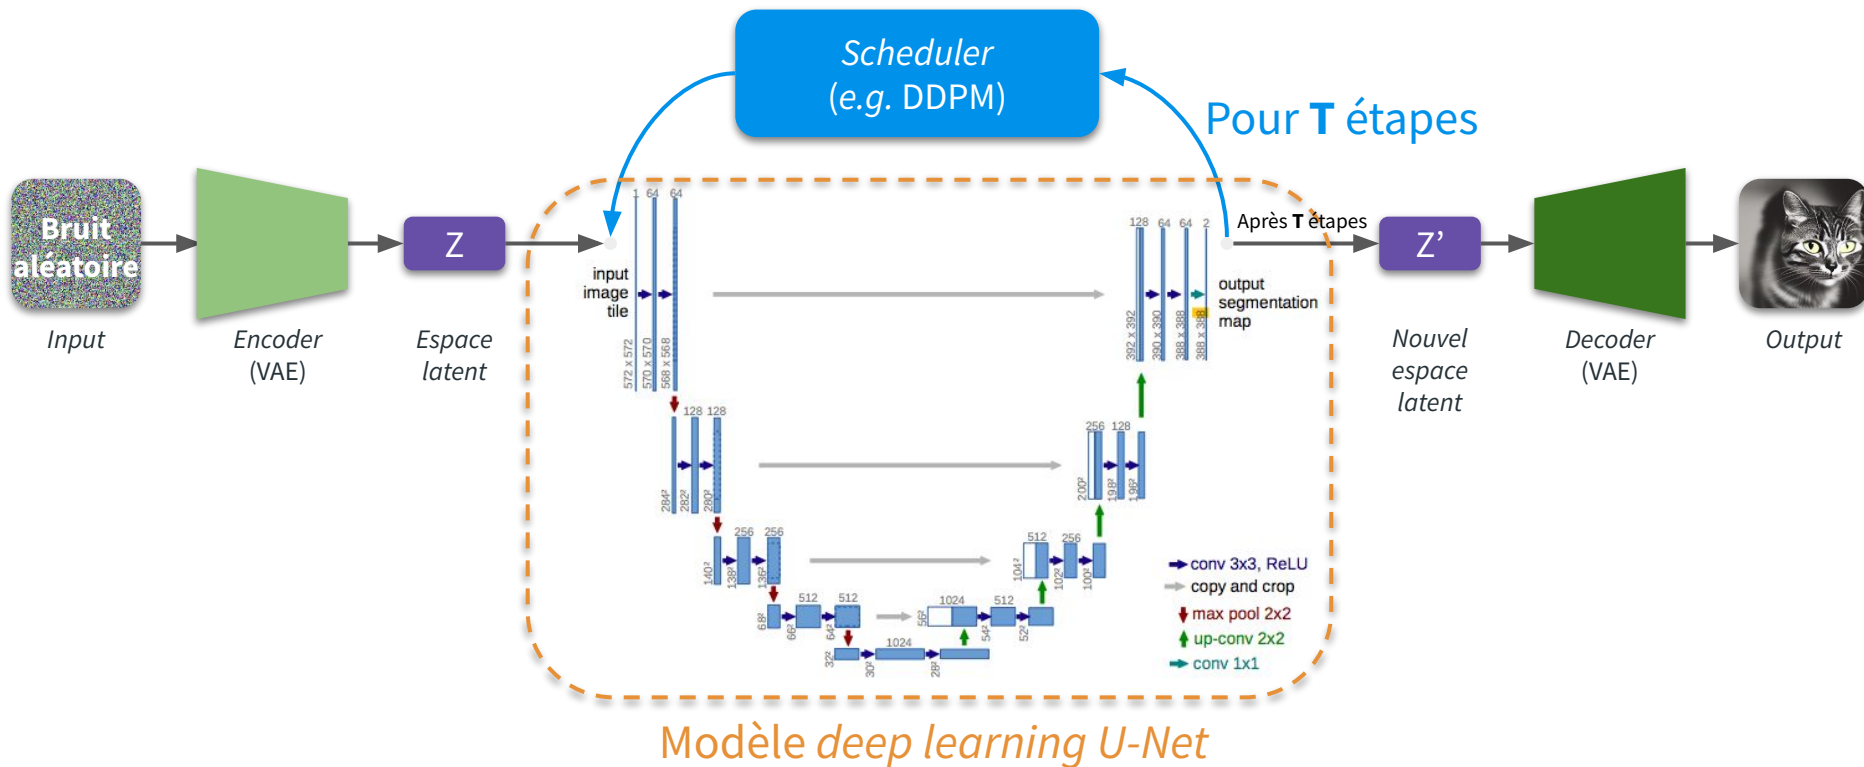 Scheduler
(e.g. DDPM)
Pour T étapes
Bruit
aléatoire
Input
Encoder
(VAE)
Z
Espace
latent
1 64 64
input
image
tile
572 x 572
570 x 570
568 x 568
128 128
284²
282²
280²
256 256
140²
138²
136²
512 512
68²
66²
64²
1024
32²
30²
28²
1024 512
56²
54²
52²
512 256
104²
102²
100²
256 128
200²
198²
196²
128 64 64 2
392 x 392
390 x 390
388 x 388
388 x 388
output
segmentation
map
Après T étapes
conv 3x3, ReLU
copy and crop
max pool 2x2
up-conv 2x2
conv 1x1
Modèle deep learning U-Net
Z’
Nouvel
espace
latent
Decoder
(VAE)
Output